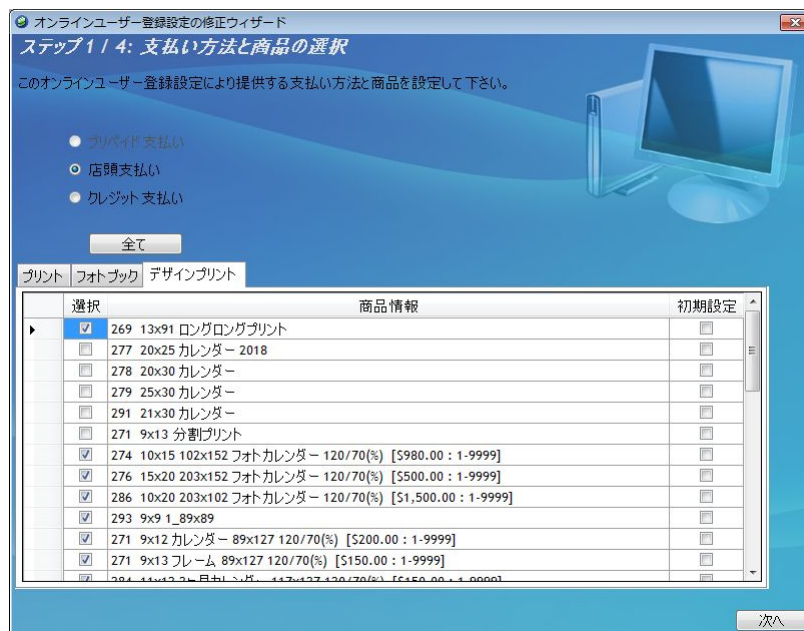 オンラインユーザー登録設定の修正ウィザード
ステップ1 / 4: 支払い方法と商品の選択
このオンラインユーザー登録設定により提供する支払い方法と商品を設定して下さい。
プリペイド支払い
店頭支払い
クレジット支払い
全て
プリント フォトブック デザインプリント
選択 商品情報 初期設定
269 13x91 ロングロングプリント
277 20x25 カレンダー 2018
278 20x30 カレンダー
279 25x30 カレンダー
291 21x30 カレンダー
271 9x13 分割プリント
274 10x15 102x152 フォトカレンダー 120/70(%) [$980.00 : 1-9999]
276 15x20 203x152 フォトカレンダー 120/70(%) [$500.00 : 1-9999]
286 10x20 203x102 フォトカレンダー 120/70(%) [$1,500.00 : 1-9999]
293 9x9 1_89x89
271 9x12 カレンダー 89x127 120/70(%) [$200.00 : 1-9999]
271 9x13 フレーム 89x127 120/70(%) [$150.00 : 1-9999]
次へ